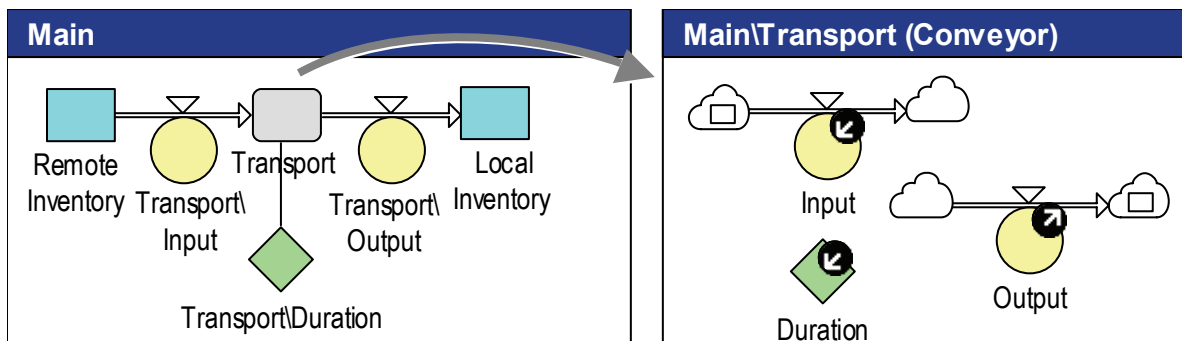 Main
Remote
Inventory
Transport\
Input
Transport
Transport\
Output
Local
Inventory
Transport\Duration
Main\Transport (Conveyor)
Input
Output
Duration